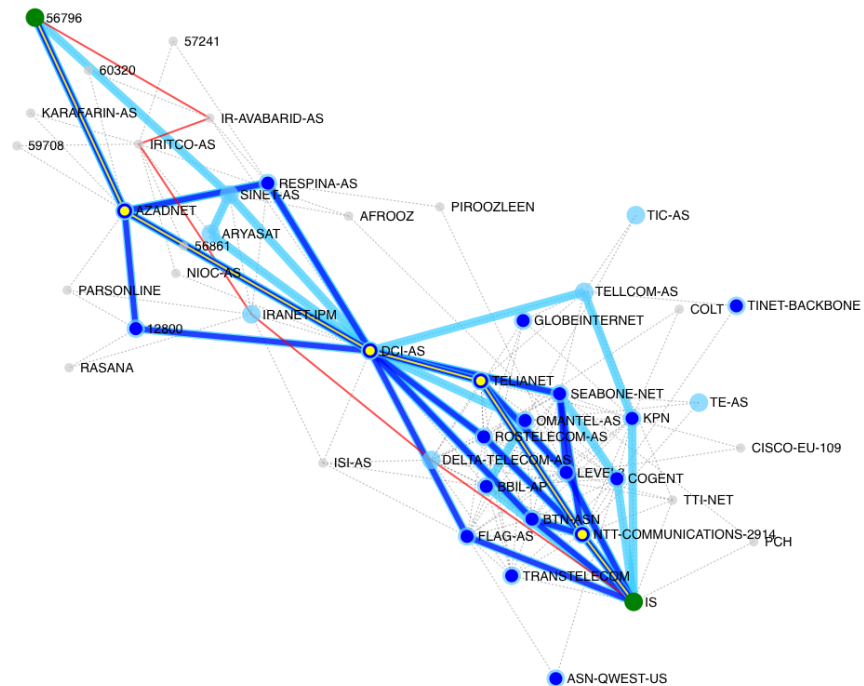 56796
57241
60320
KARAFARIN-AS
IR-AVABARID-AS
59708
IRITCO-AS
RESPINA-AS
SINET-AS
AZADNET
AFROOZ
PIROOZLEEN
TIC-AS
ARYASAT
56861
NIOC-AS
PARSONLINE
TELLCOM-AS
IRANET-IPM
GLOBEINTERNET
COLT
TINET-BACKBONE
12800
DCI-AS
RASANA
TELIANET
SEABONE-NET
TE-AS
OMANTEL-AS
KPN
ROSTELECOM-AS
CISCO-EU-109
ISI-AS
DELTA-TELECOM-AS
LEVEL3
COGENT
BBIL-AP
TTI-NET
BTN-ASN
FLAG-AS
NTT-COMMUNICATIONS-2914
PCH
TRANSTELECOM
IS
ASN-QWEST-US